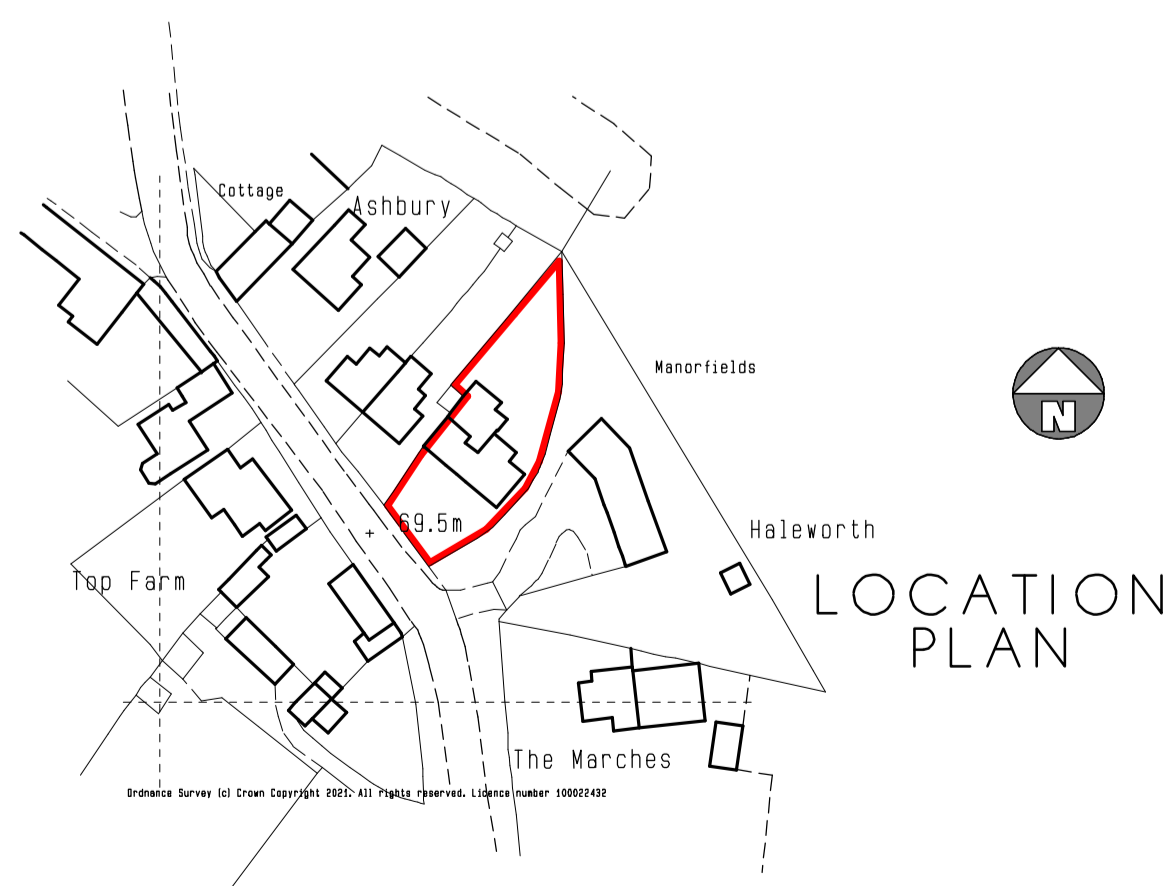 Cottage
Ashbury
Manorfields
N
69.5m
Haleworth
Top Farm
LOCATION
PLAN
The Marches
Ordnance Survey (c) Crown Copyright 2021. All rights reserved. Licence number 100022432